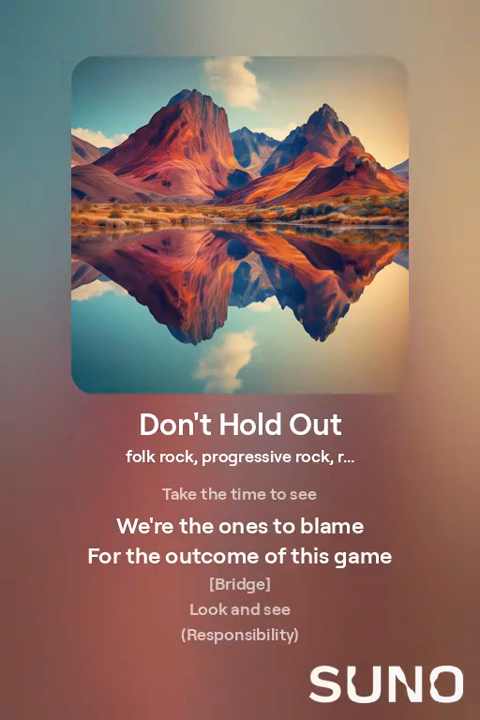 Don't Hold Out
folk rock, progressive rock, r...
Take the time to see
We're the ones to blame
For the outcome of this game
[Bridge]
Look and see
(Responsibility)
SUNO